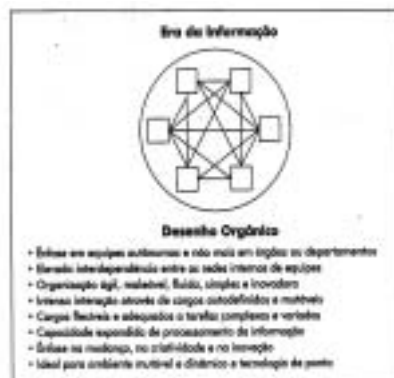 Era da Informação
Desenho Orgânico
• Ênfase em equipes autônomas e não mais em órgãos ou departamentos
• Elevada interdependência entre as redes internas de equipes
• Organização ágil, maleável, fluida, simples e inovadora
• Intensa interação através de cargos autodefinidos e mutáveis
• Cargos flexíveis e adequados a tarefas complexas e variadas
• Capacidade expandida de processamento da informação
• Ênfase na mudança, na criatividade e na inovação
• Ideal para ambiente mutável e dinâmico e tecnologia de ponta